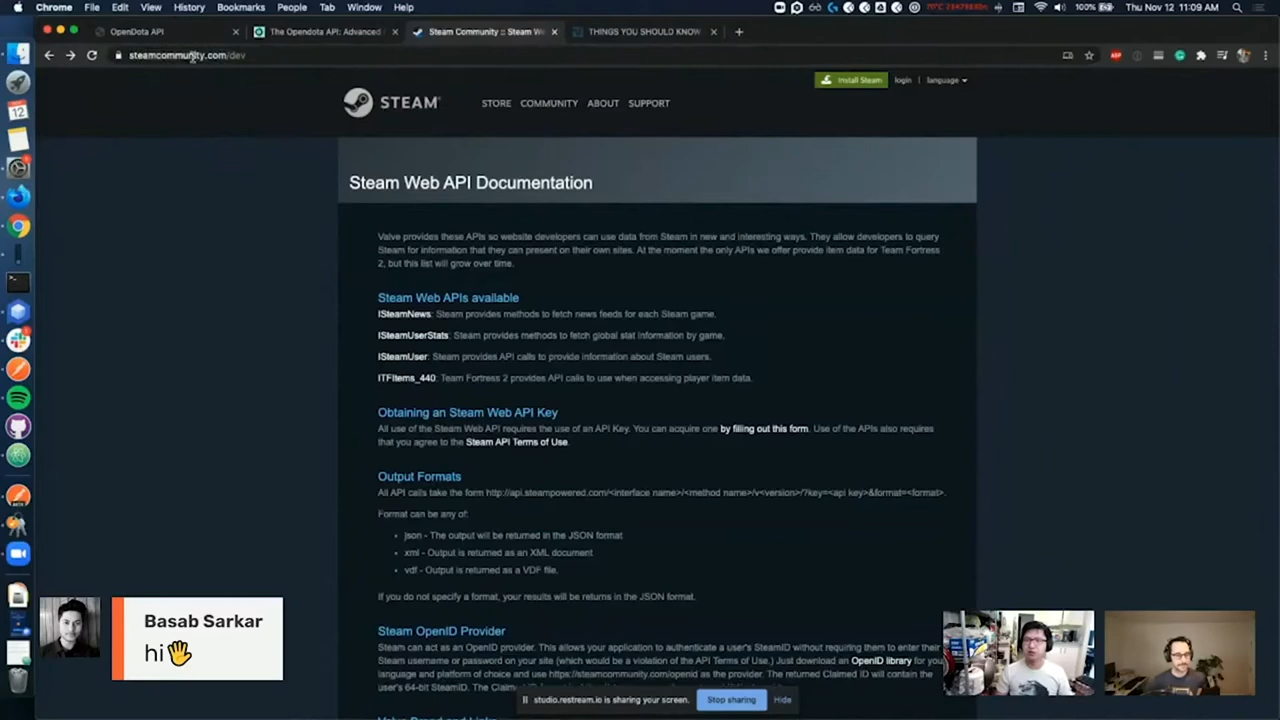 Chrome File Edit View History Bookmarks People Tab Window Help
100% Thu Nov 12 11:09 AM
OpenDota API
The Opendota API: Advanced
Steam Community :: Steam W
THINGS YOU SHOULD KNOW
steamcommunity.com/dev
Install Steam login | language
STEAM® STORE COMMUNITY ABOUT SUPPORT
Steam Web API Documentation
Valve provides these APIs so website developers can use data from Steam in new and interesting ways. They allow developers to query
Steam for information that they can present on their own sites. At the moment the only APIs we offer provide item data for Team Fortress
2, but this list will grow over time.
Steam Web APIs available
ISteamNews: Steam provides methods to fetch news feeds for each Steam game.
ISteamUserStats: Steam provides methods to fetch global stat information by game.
ISteamUser: Steam provides API calls to provide information about Steam users.
ITFItems_440: Team Fortress 2 provides API calls to use when accessing player item data.
Obtaining an Steam Web API Key
All use of the Steam Web API requires the use of an API Key. You can acquire one by filling out this form. Use of the APIs also requires
that you agree to the Steam API Terms of Use.
Output Formats
All API calls take the form http://api.steampowered.com/<interface name>/<method name>/v<version>/?key=<api key>&format=<format>.
Format can be any of:
• json - The output will be returned in the JSON format
• xml - Output is returned as an XML document
• vdf - Output is returned as a VDF file.
If you do not specify a format, your results will be returns in the JSON format.
Steam OpenID Provider
Steam can act as an OpenID provider. This allows your application to authenticate a user's SteamID without requiring them to enter their
Steam username or password on your site (which would be a violation of the API Terms of Use.) Just download an OpenID library for you
language and platform of choice and use https://steamcommunity.com/openid as the provider. The returned Claimed ID will contain the
user's 64-bit SteamID. The Claimed ID
Basab Sarkar
hi👋
studio.restream.io is sharing your screen. Stop sharing Hide